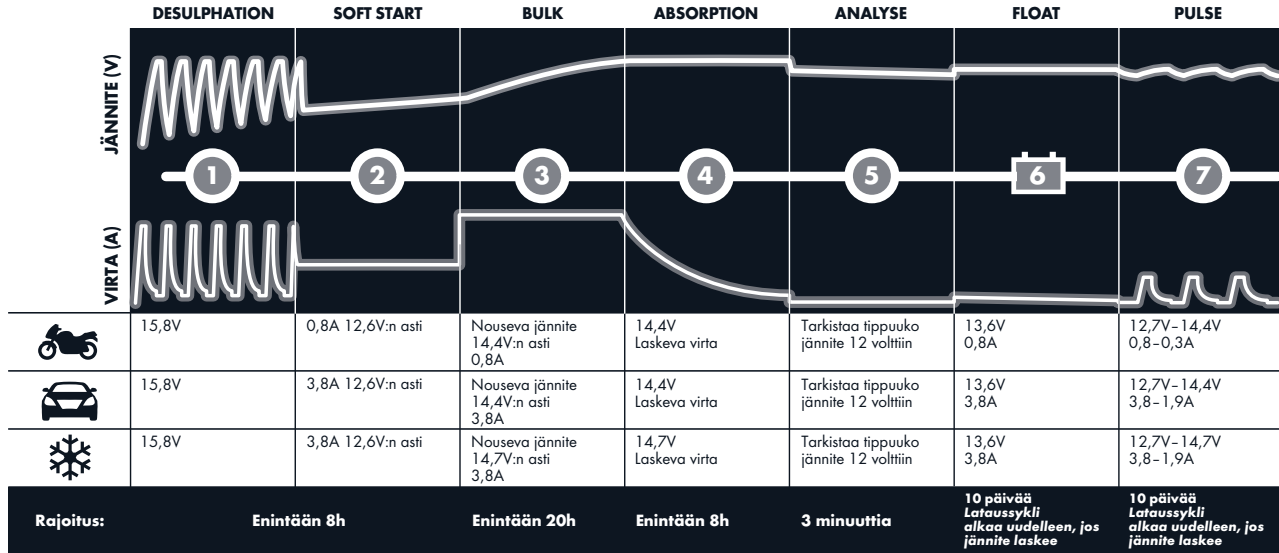 DESULPHATION SOFT START BULK ABSORPTION ANALYSE FLOAT PULSE
JÄNNITE (V)
1 2 3 4 5 6 7
VIRTA (A)
15,8V
0,8A 12,6V:n asti
Nouseva jännite
14,4V:n asti
0,8A
14,4V
Laskeva virta
Tarkistaa tippuuko
jännite 12 volttiin
13,6V
0,8A
12,7V–14,4V
0,8–0,3A
15,8V
3,8A 12,6V:n asti
Nouseva jännite
14,4V:n asti
3,8A
14,4V
Laskeva virta
Tarkistaa tippuuko
jännite 12 volttiin
13,6V
3,8A
12,7V–14,4V
3,8–1,9A
15,8V
3,8A 12,6V:n asti
Nouseva jännite
14,7V:n asti
3,8A
14,7V
Laskeva virta
Tarkistaa tippuuko
jännite 12 volttiin
13,6V
3,8A
12,7V–14,7V
3,8–1,9A
Rajoitus:
Enintään 8h
Enintään 20h
Enintään 8h
3 minuuttia
10 päivää
Lataussykli
alkaa uudelleen, jos
jännite laskee
10 päivää
Lataussykli
alkaa uudelleen, jos
jännite laskee